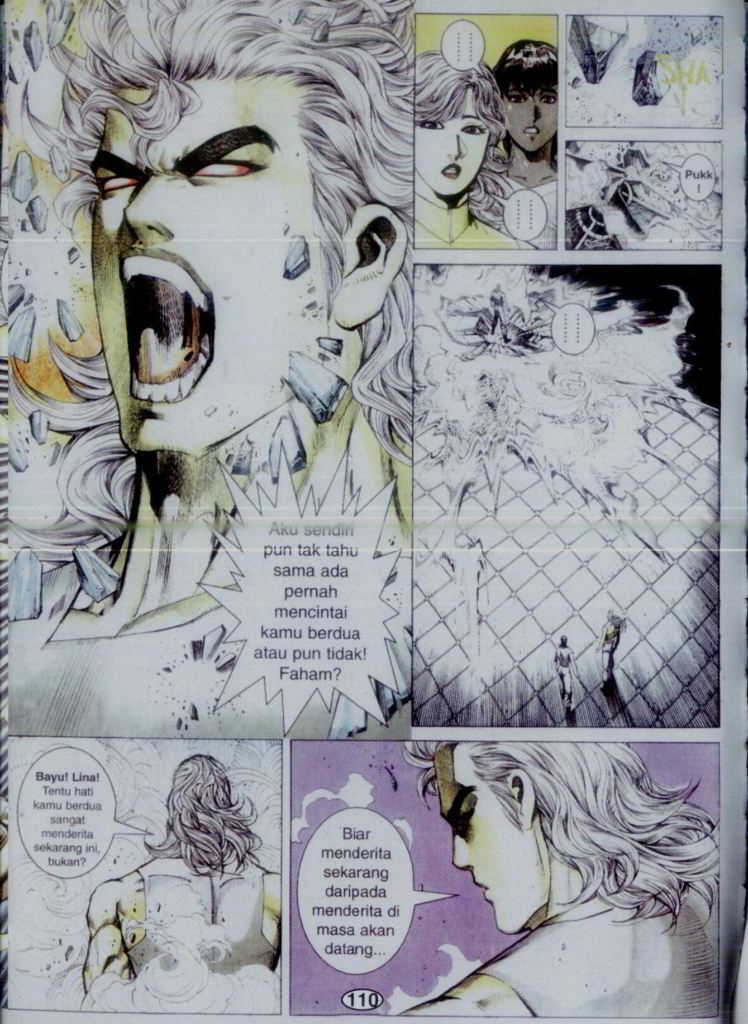 SHA
Pukk
!
Aku sendiri
pun tak tahu
sama ada
pernah
mencintai
kamu berdua
atau pun tidak!
Faham?
Bayu! Lina!
Tentu hati
kamu berdua
sangat
menderita
sekarang ini,
bukan?
Biar
menderita
sekarang
daripada
menderita di
masa akan
datang...
110